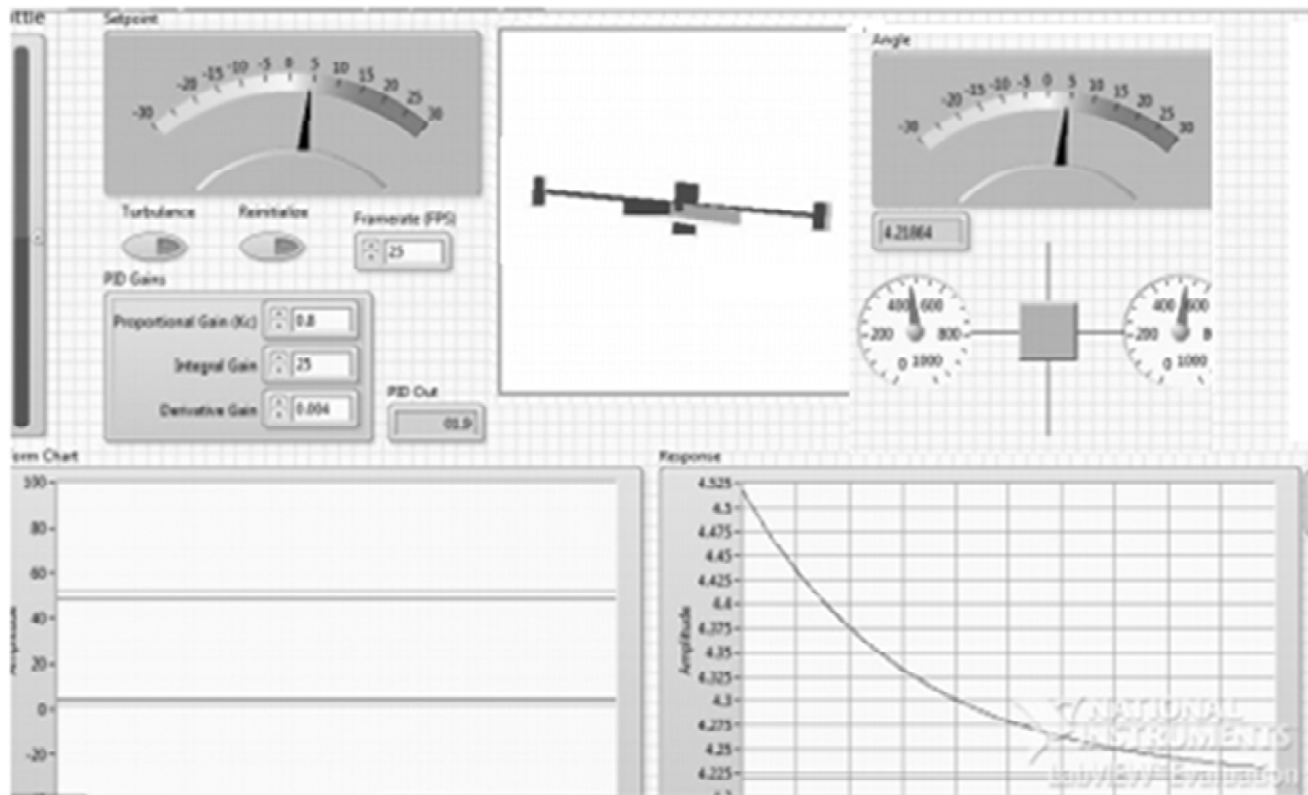 ttle
Setpoint
-30 -20 -15 -10 -5 0 5 10 15 20 25 30
Turbulance
Reinitialize
Framerate (FPS)
25
PID Gains
Proportional Gain (Kc) 0.8
Integral Gain 25
Derivative Gain 0.004
PID Out
Angle
-30 -20 -15 -10 -5 0 5 10 15 20 25 30
4.21864
0 200 400 600 800 1000
0 200 400 600 8 1000
orm Chart
100
80
60
40
20
0
-20
Response
Amplitude
4.525
4.475
4.45
4.425
4.375
4.35
4.325
4.3
4.275
4.25
4.225
NATIONAL
INSTRUMENTS
LabVIEW Evaluation